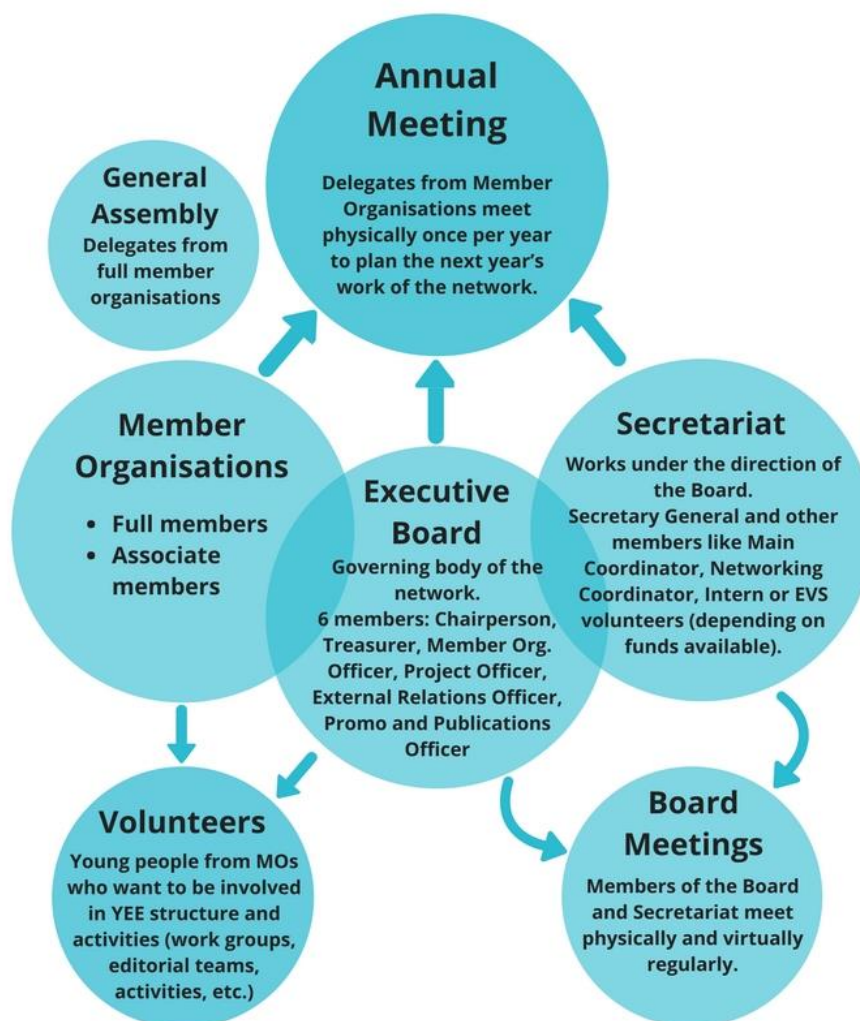 Annual
Meeting
Delegates from Member
Organisations meet
physically once per year
to plan the next year’s
work of the network.
General
Assembly
Delegates from
full member
organisations
Member
Organisations
• Full members
• Associate
members
Executive
Board
Governing body of the
network.
6 members: Chairperson,
Treasurer, Member Org.
Officer, Project Officer,
External Relations Officer,
Promo and Publications
Officer
Secretariat
Works under the direction of
the Board.
Secretary General and other
members like Main
Coordinator, Networking
Coordinator, Intern or EVS
volunteers (depending on
funds available).
Volunteers
Young people from MOs
who want to be involved
in YEE structure and
activities (work groups,
editorial teams,
activities, etc.)
Board
Meetings
Members of the Board
and Secretariat meet
physically and virtually
regularly.